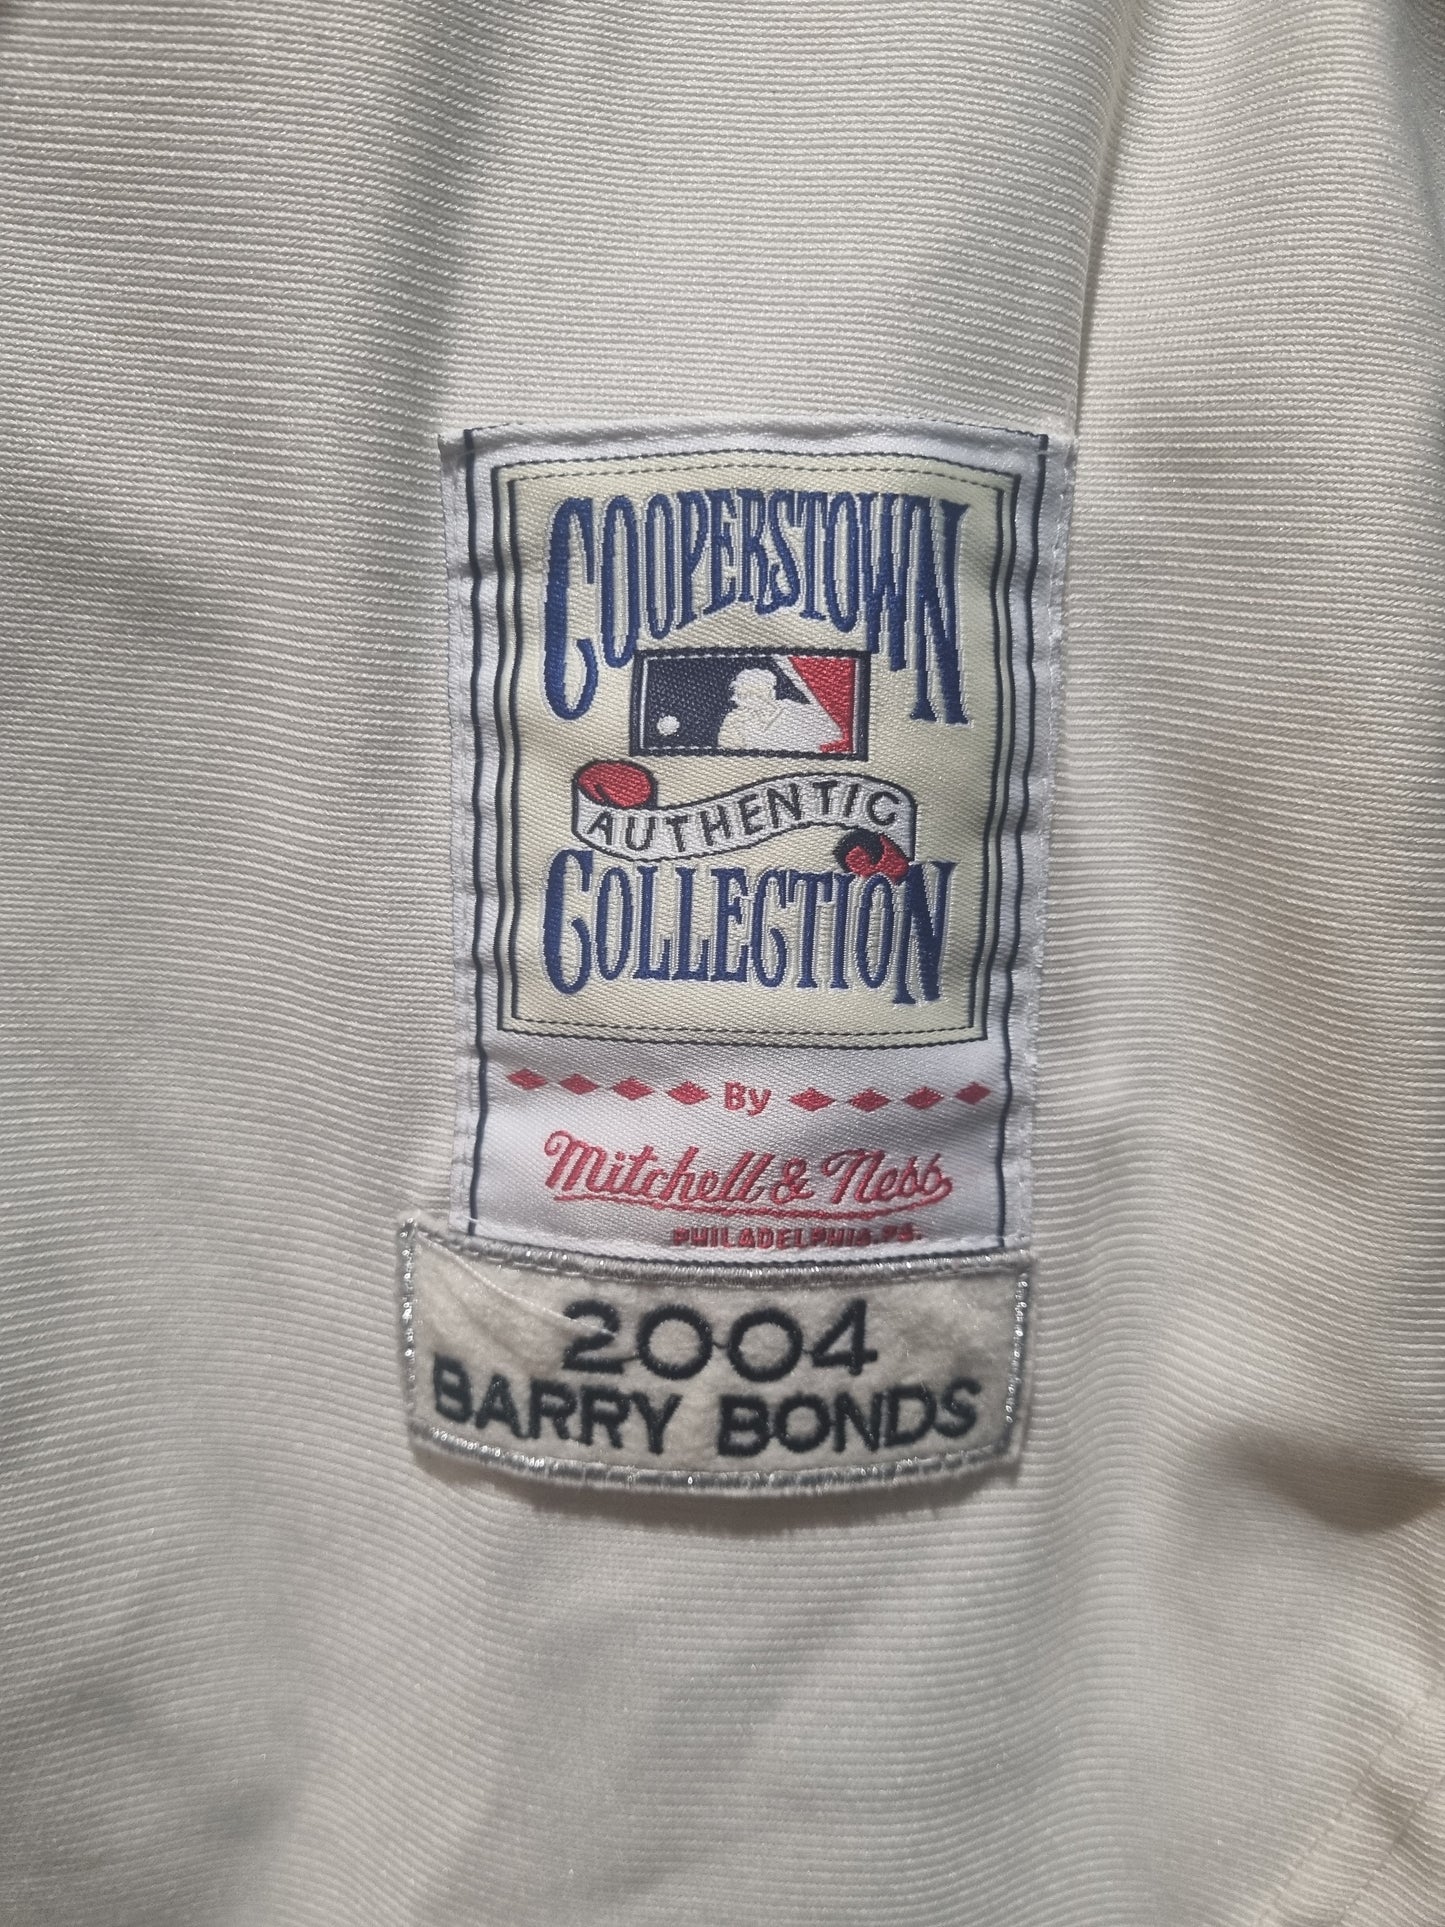 COOPERSTOWN
AUTHENTIC
COLLECTION
By
Mitchell & Ness
PHILADELPHIA, PA.
2004
BARRY BONDS